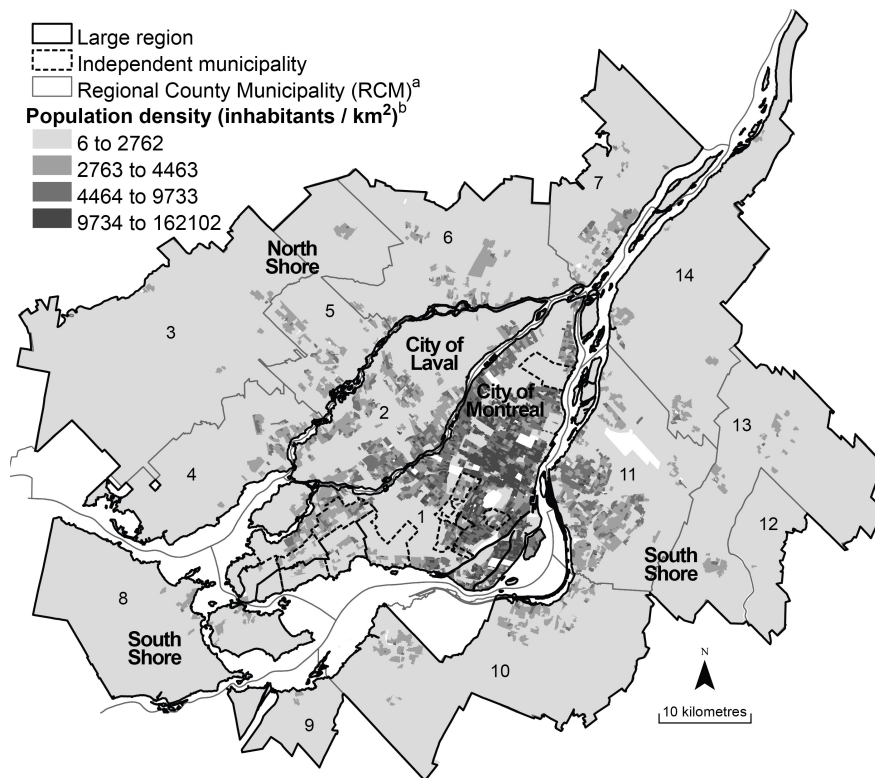 Large region
Independent municipality
Regional County Municipality (RCM)a
Population density (inhabitants / km2)b
6 to 2762
2763 to 4463
4464 to 9733
9734 to 162102
7
6
North
Shore
14
5
3
City of
Laval
City of
Montreal
2
13
4
11
1
12
South
Shore
8
South
Shore
N
10
10 kilometres
9